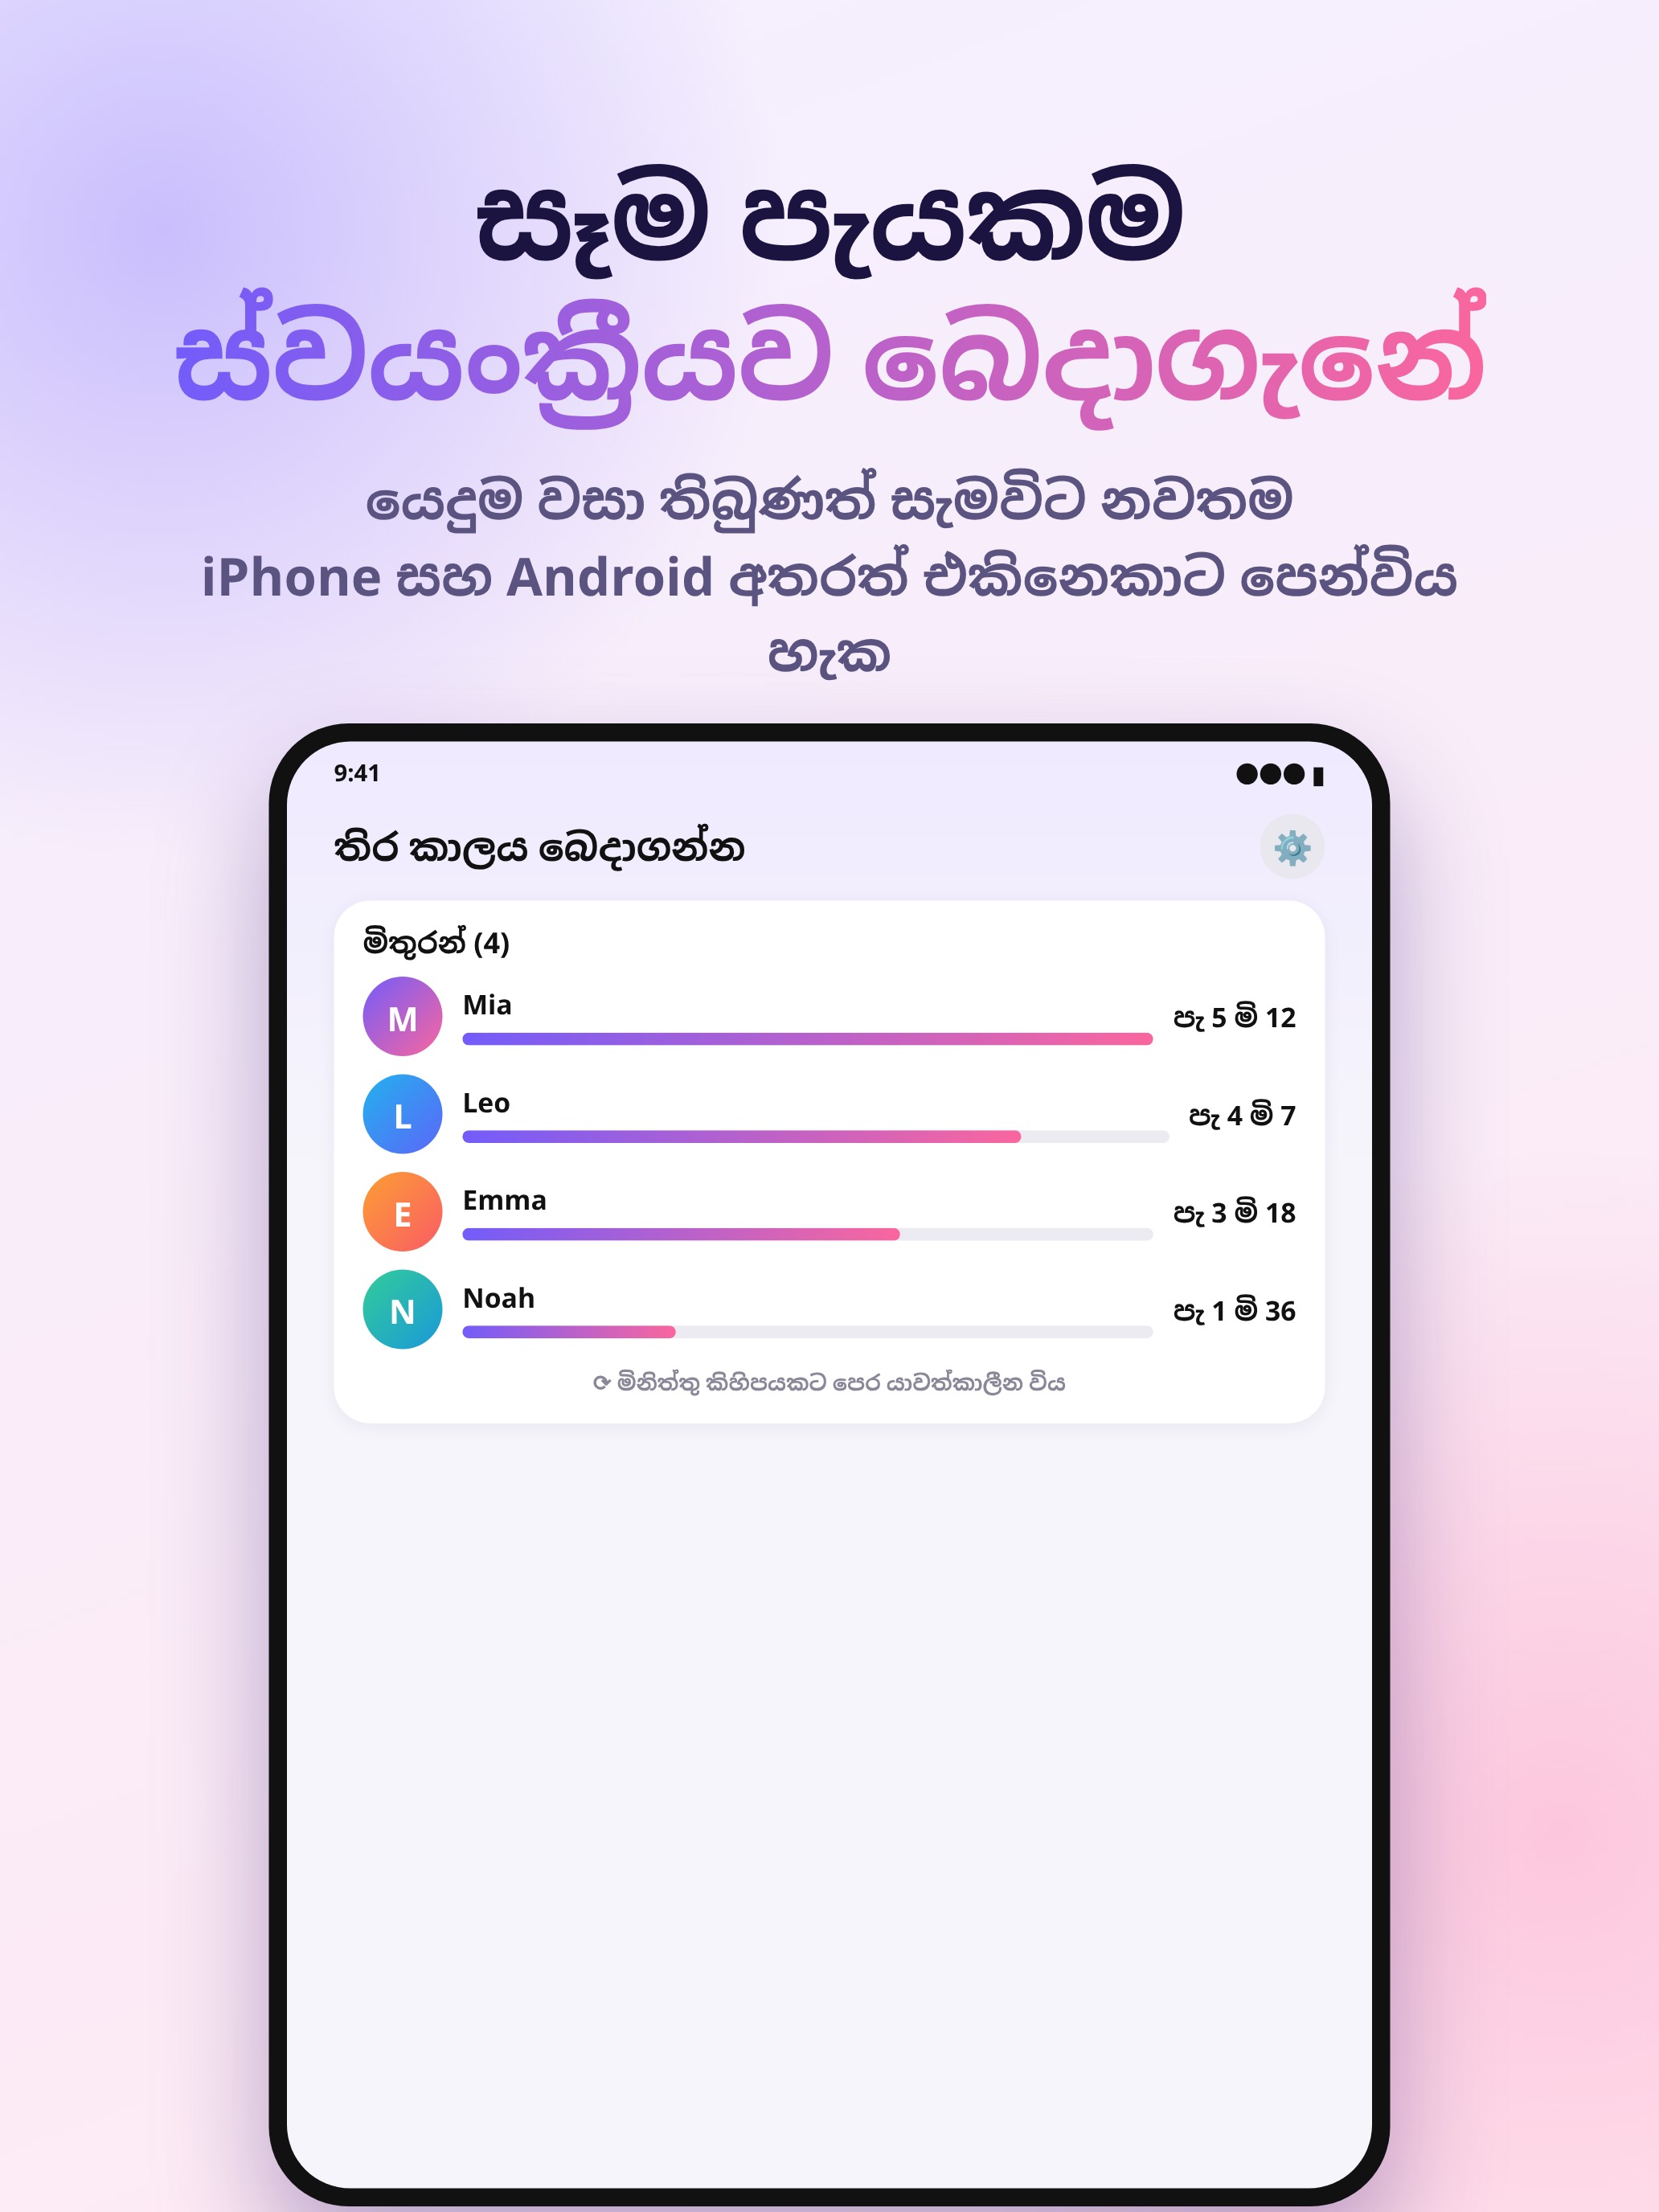 සෑම පැයකම
ස්වයංක්‍රීයව බෙදාගැනේ
යෙදුම වසා තිබුණත් සැමවිට නවතම
iPhone සහ Android අතරත් එකිනෙකාට පෙන්විය
හැක
9:41
තිර කාලය බෙදාගන්න
මිතුරන් (4)
M
Mia
පැ 5 මි 12
L
Leo
පැ 4 මි 7
E
Emma
පැ 3 මි 18
N
Noah
පැ 1 මි 36
⟳ මිනිත්තු කිහිපයකට පෙර යාවත්කාලීන විය